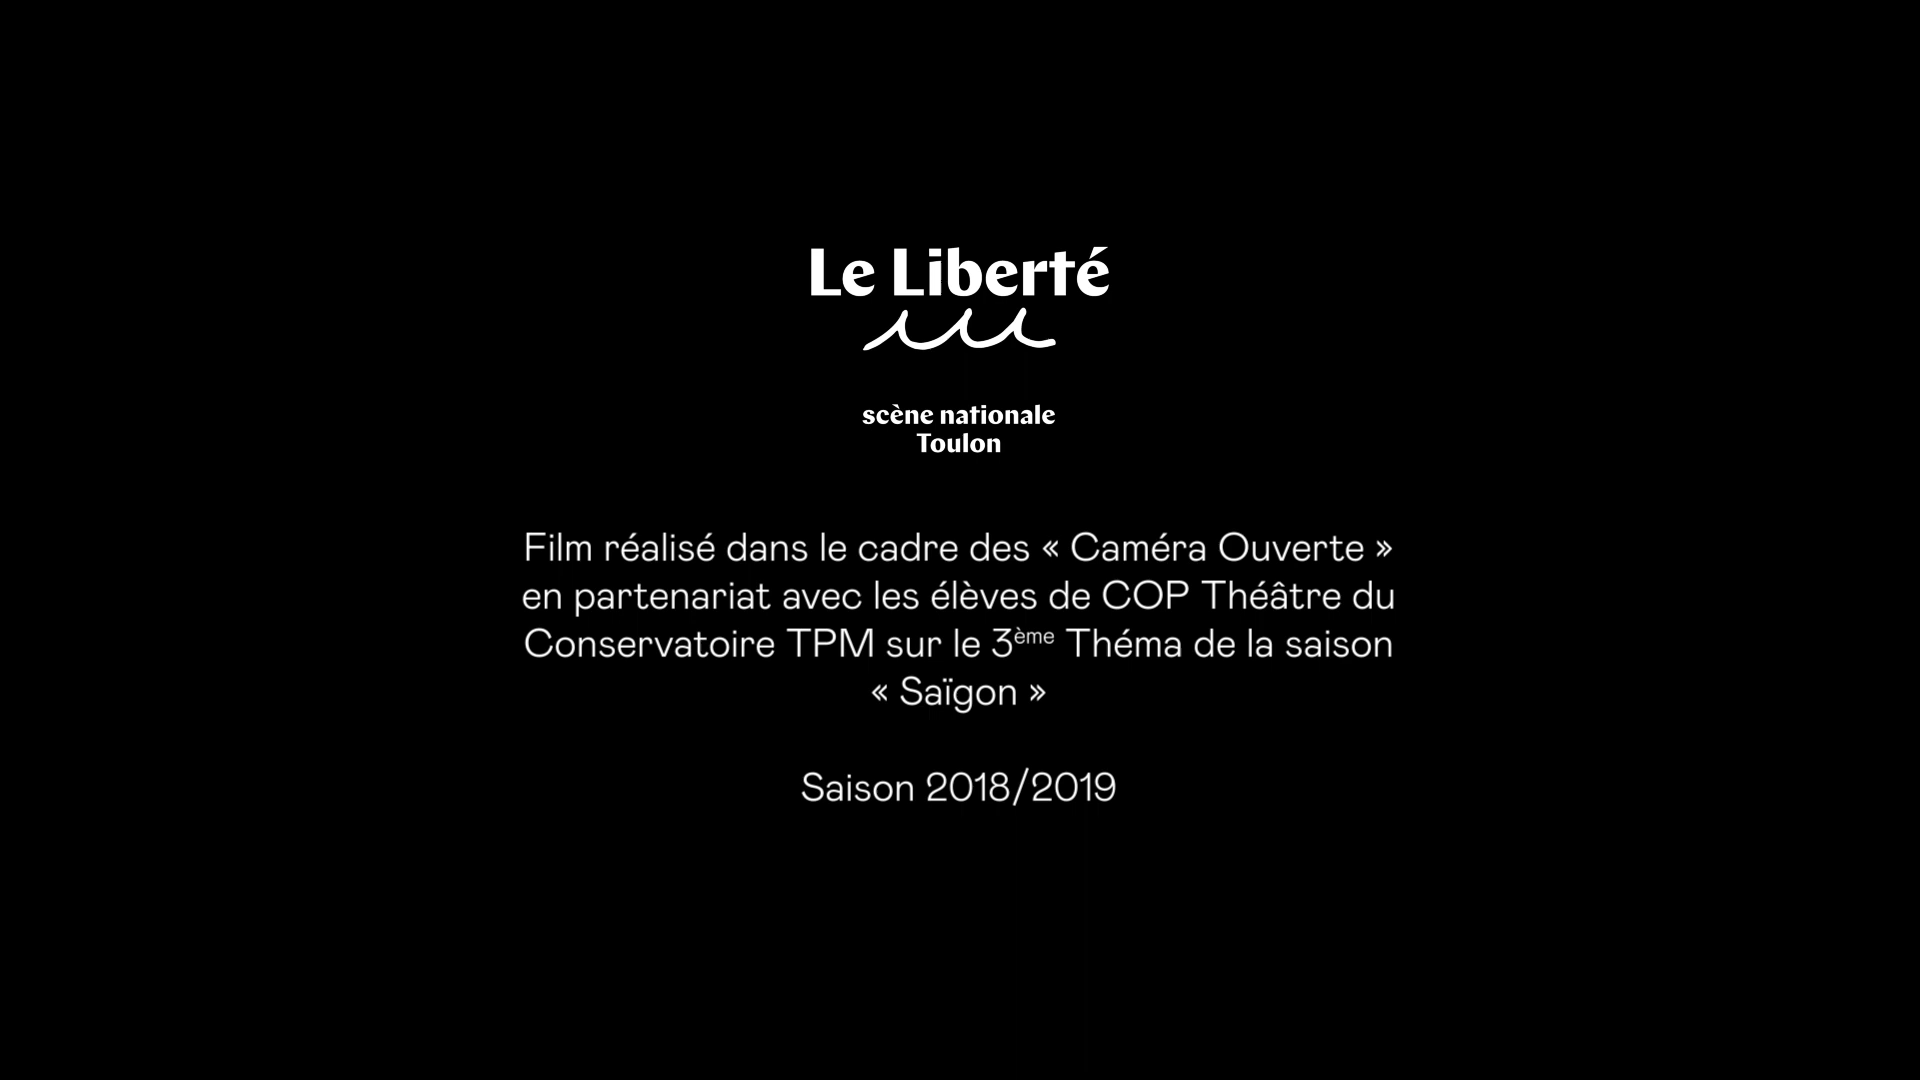 Le Liberté
scène nationale
Toulon
Film réalisé dans le cadre des « Caméra Ouverte »
en partenariat avec les élèves de COP Théâtre du
Conservatoire TPM sur le 3ème Théma de la saison
« Saïgon »
Saison 2018/2019